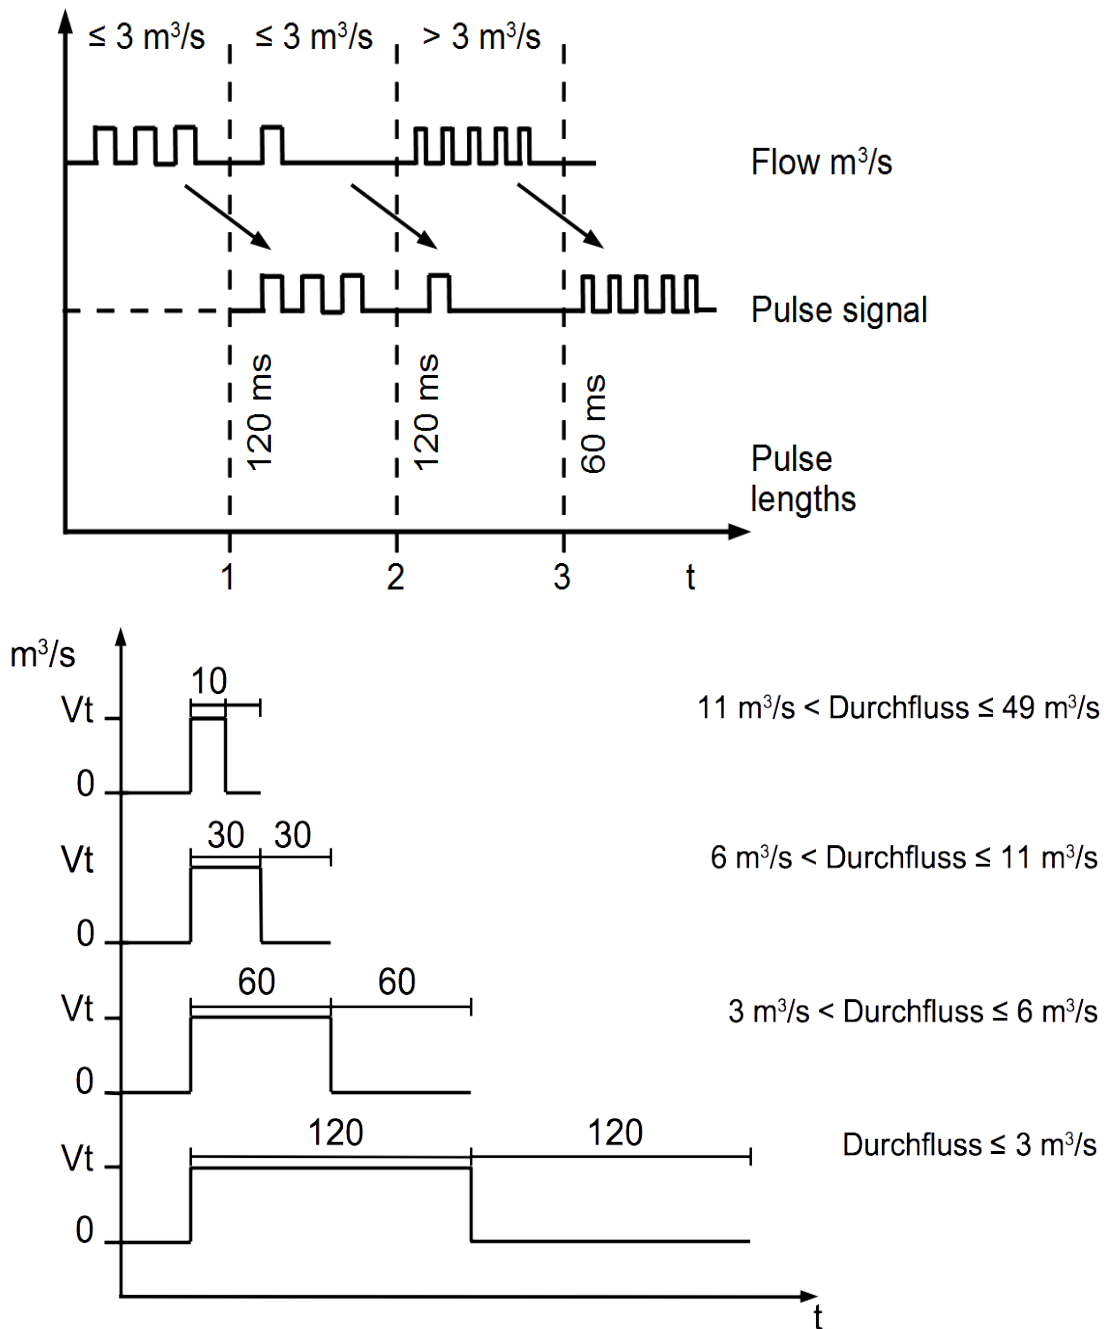 ≤ 3 m³/s ≤ 3 m³/s > 3 m³/s
Flow m³/s
Pulse signal
120 ms 120 ms 60 ms
Pulse
lengths
1 2 3 t
m³/s
10
Vt
11 m³/s < Durchfluss ≤ 49 m³/s
0
30 30
Vt
6 m³/s < Durchfluss ≤ 11 m³/s
0
60 60
Vt
3 m³/s < Durchfluss ≤ 6 m³/s
0
120 120
Durchfluss ≤ 3 m³/s
Vt
0
t